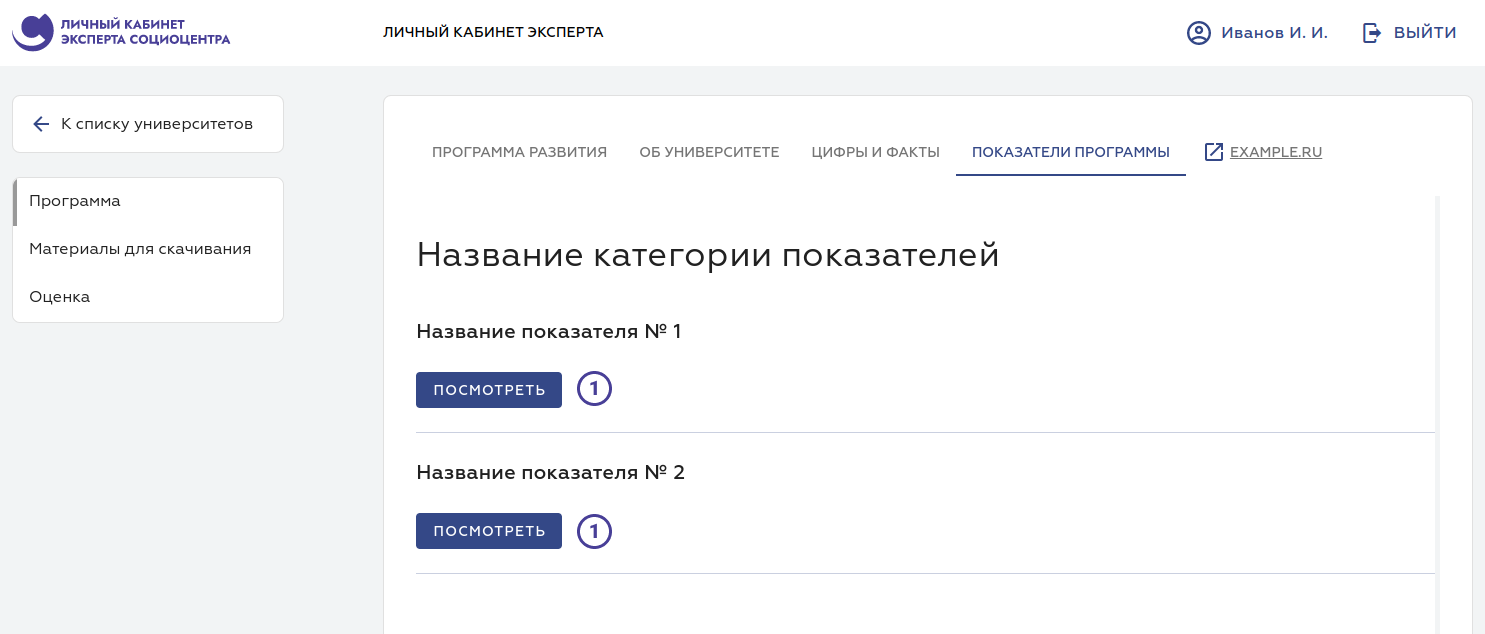 ЛИЧНЫЙ КАБИНЕТ
ЭКСПЕРТА СОЦИОЦЕНТРА
ЛИЧНЫЙ КАБИНЕТ ЭКСПЕРТА
Иванов И. И.
ВЫЙТИ
К списку университетов
Программа
Материалы для скачивания
Оценка
ПРОГРАММА РАЗВИТИЯ
ОБ УНИВЕРСИТЕТЕ
ЦИФРЫ И ФАКТЫ
ПОКАЗАТЕЛИ ПРОГРАММЫ
EXAMPLE.RU
Название категории показателей
Название показателя № 1
ПОСМОТРЕТЬ
1
Название показателя № 2
ПОСМОТРЕТЬ
1